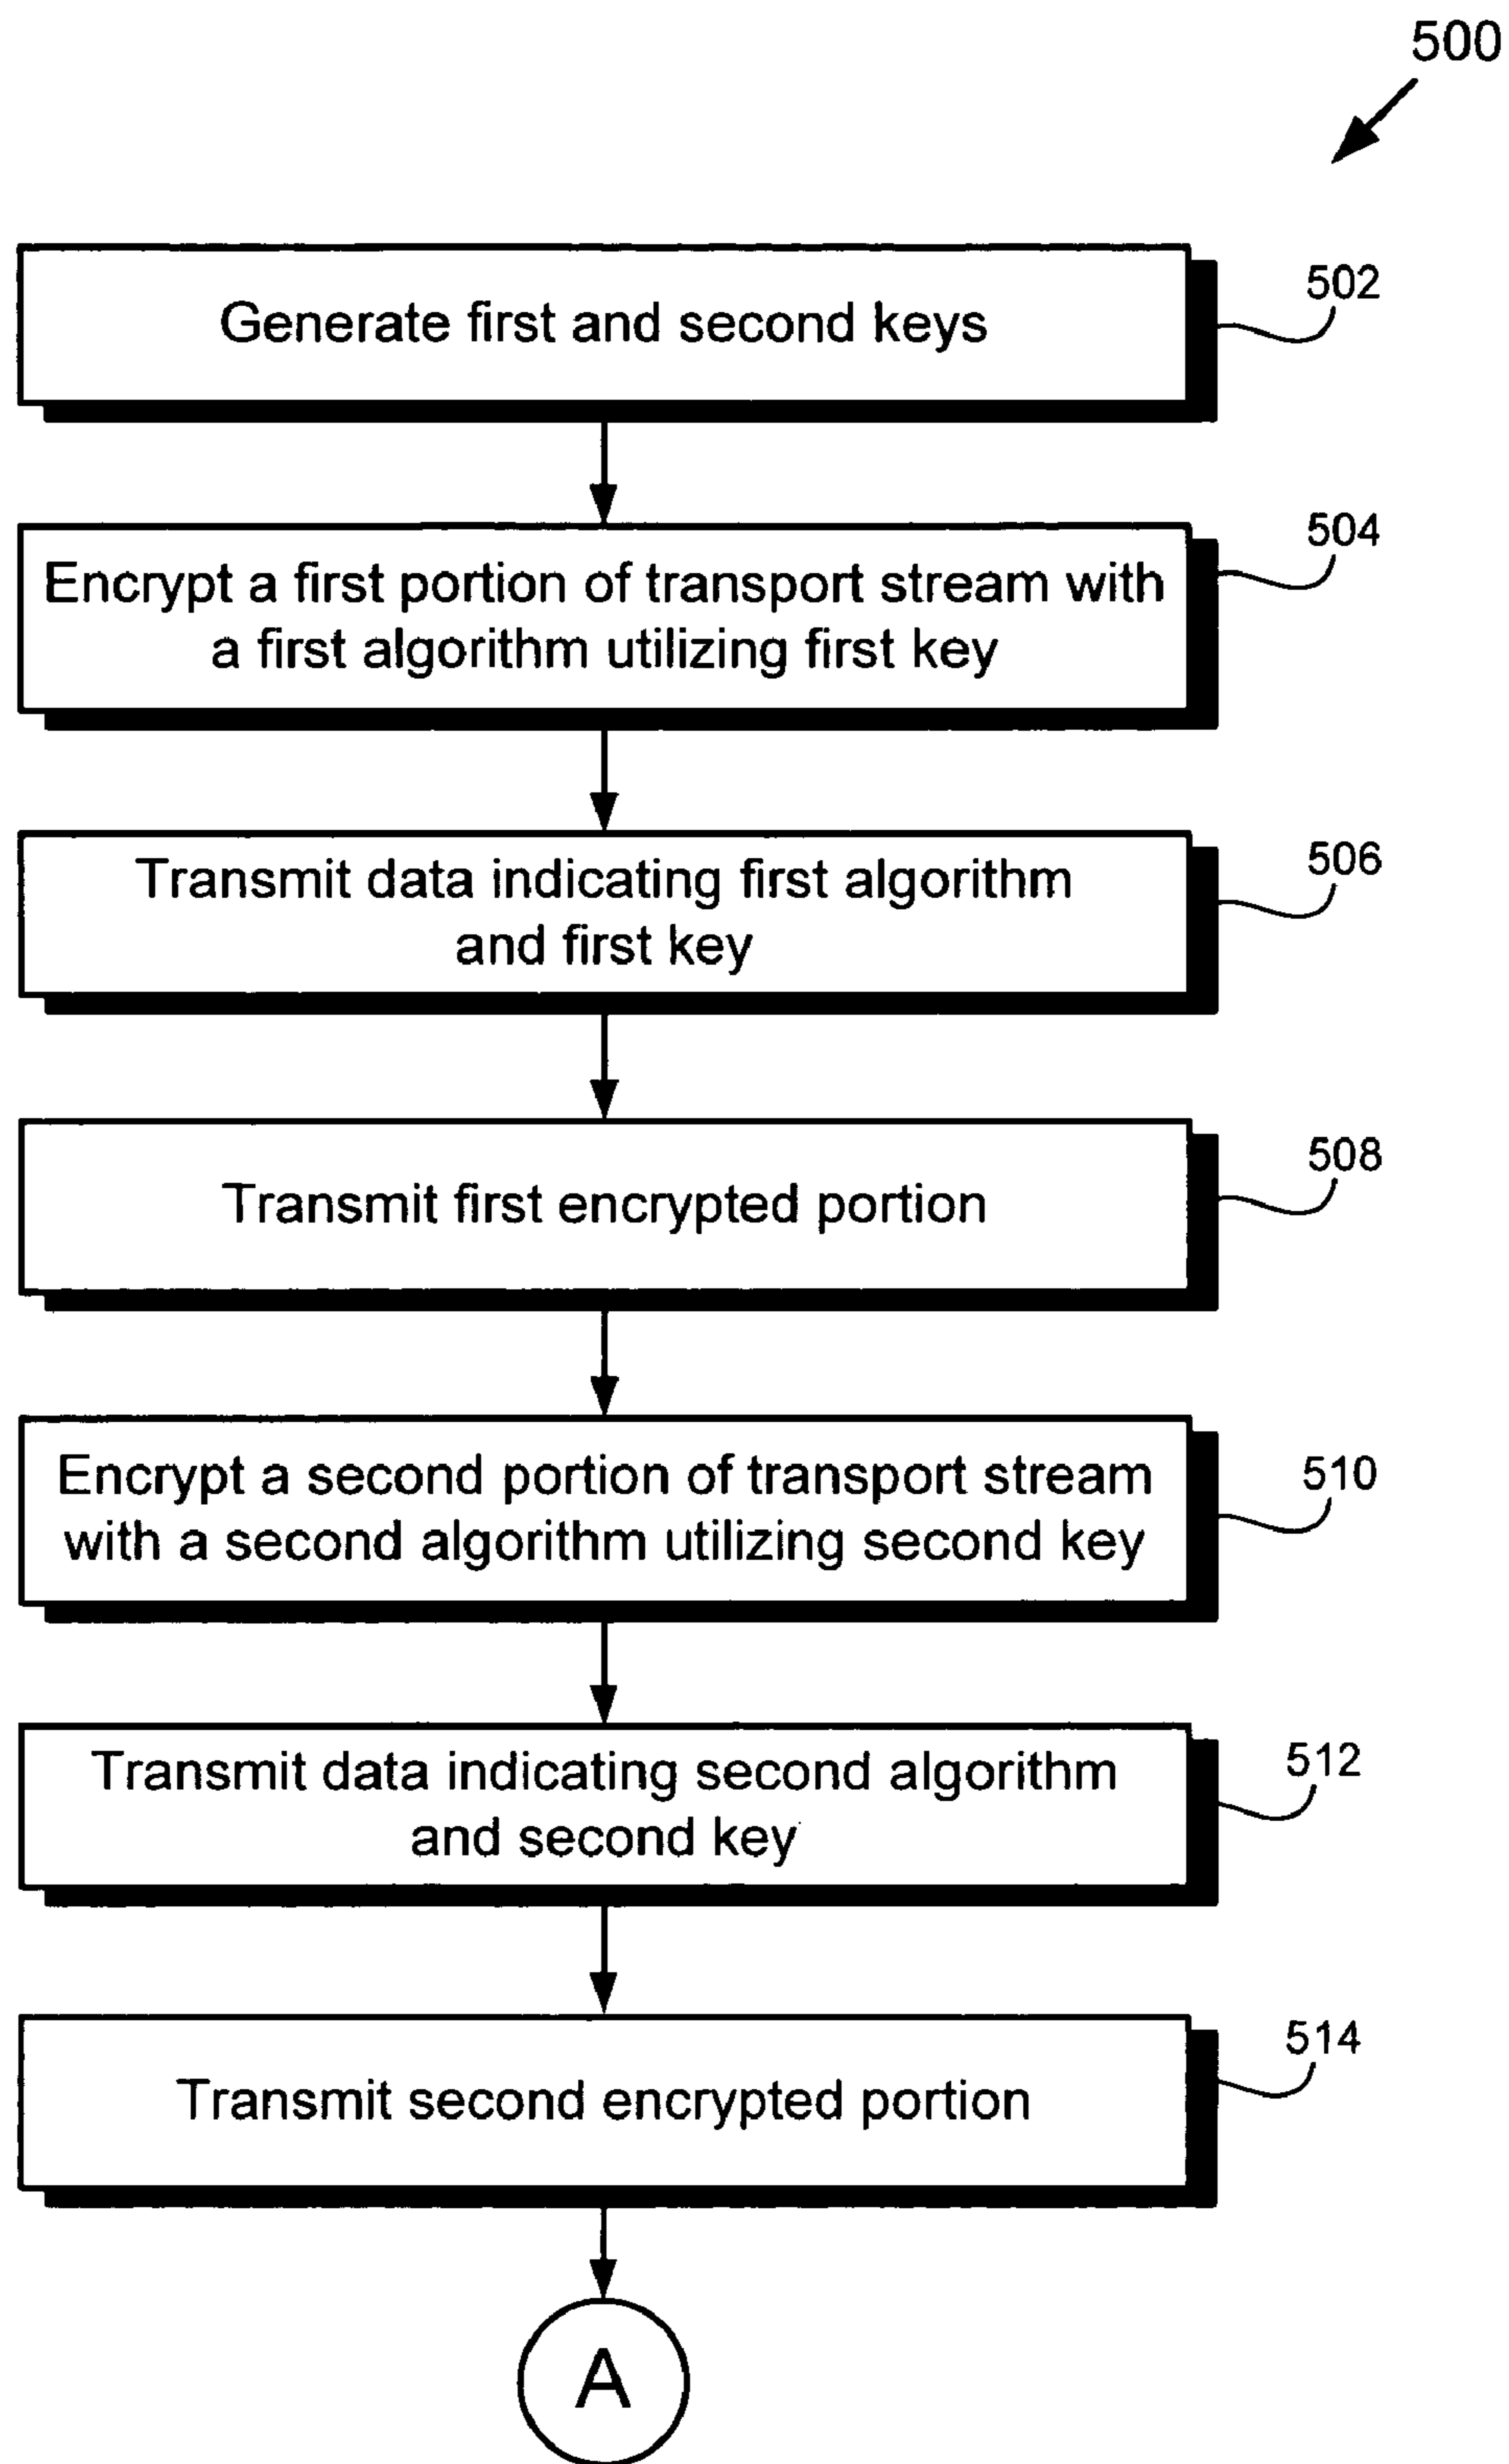 500
Generate first and second keys
502
Encrypt a first portion of transport stream with
a first algorithm utilizing first key
504
Transmit data indicating first algorithm
and first key
506
Transmit first encrypted portion
508
Encrypt a second portion of transport stream
with a second algorithm utilizing second key
510
Transmit data indicating second algorithm
and second key
512
Transmit second encrypted portion
514
A